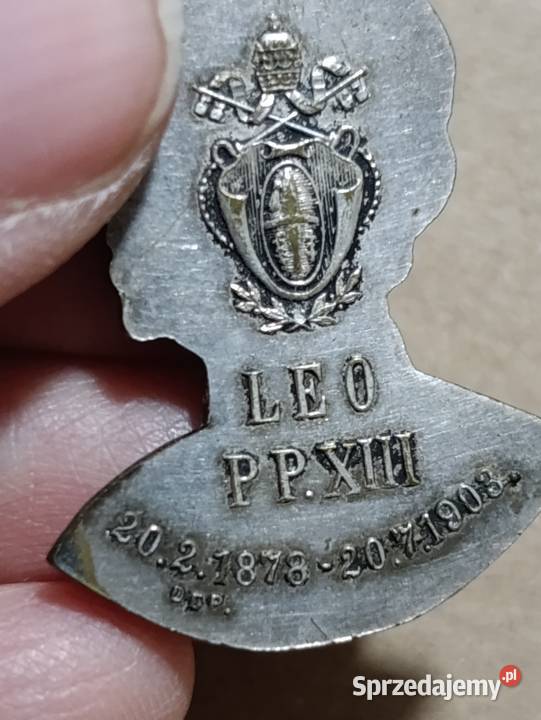 LEO
PP.XIII
20.2.1878-20.7.1903.
D.D P.
Sprzedajemy.pl